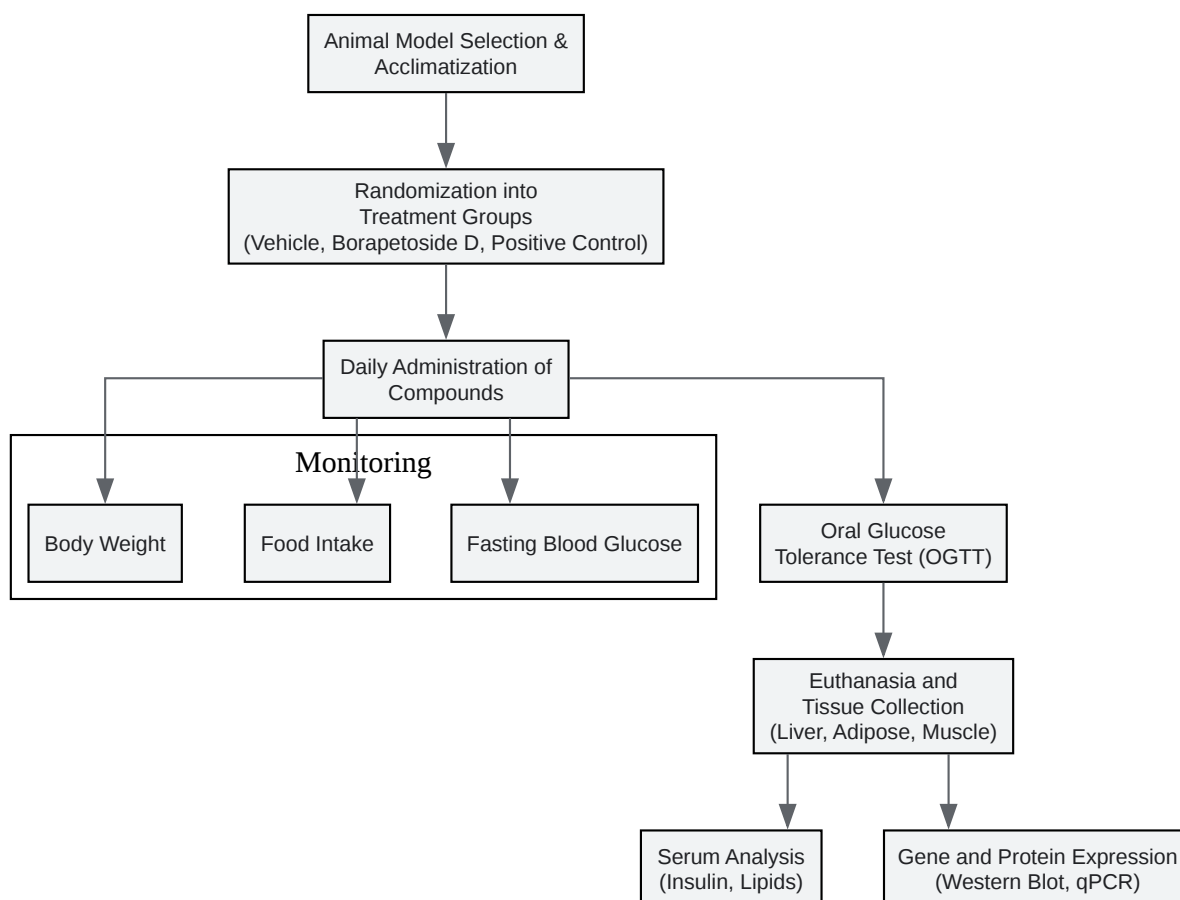 Animal Model Selection &
Acclimatization
Randomization into
Treatment Groups
(Vehicle, Borapetoside D, Positive Control)
Daily Administration of
Compounds
Monitoring
Body Weight
Food Intake
Fasting Blood Glucose
Oral Glucose
Tolerance Test (OGTT)
Euthanasia and
Tissue Collection
(Liver, Adipose, Muscle)
Serum Analysis
(Insulin, Lipids)
Gene and Protein Expression
(Western Blot, qPCR)